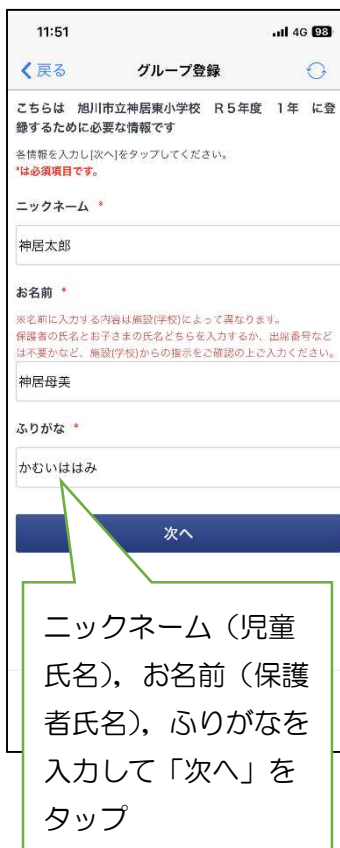 11:51 4G 98
戻る グループ登録
こちらは 旭川市立神居東小学校 R5年度 1年 に登
録するために必要な情報です
各情報を入力し[次へ]をタップしてください。
*は必須項目です。
ニックネーム *
神居太郎
お名前 *
※名前に入力する内容は施設(学校)によって異なります。
保護者の氏名とお子さまの氏名どちらを入力するか、出席番号など
は不要かなど、施設(学校)からの指示をご確認の上ご入力ください。
神居母美
ふりがな *
かむいははみ
次へ
ニックネーム（児童
氏名），お名前（保護
者氏名），ふりがなを
入力して「次へ」を
タップ